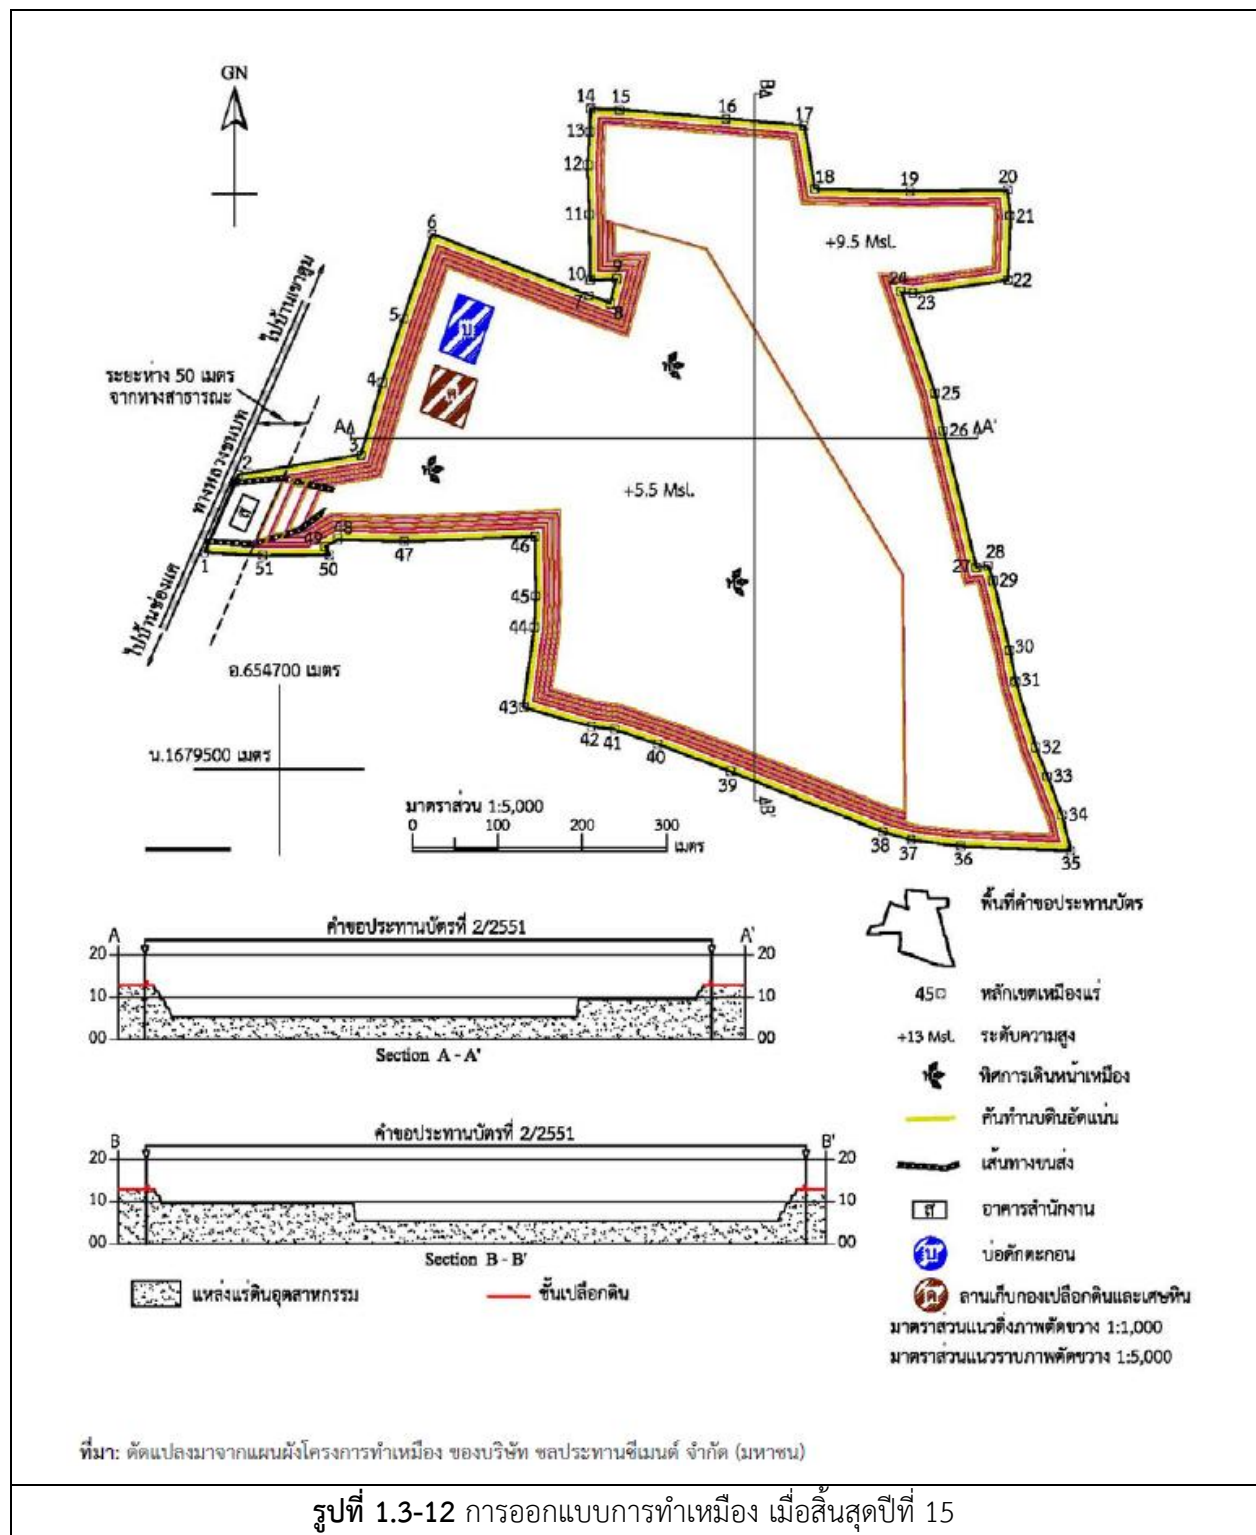 GN
14
15
16
B
17
13
12
11
18
19
20
21
+9.5 Msl.
6
10
9
7
8
24
23
22
ไปบ้านเขาตูม
5
บ
ระยะห่าง 50 เมตร
จากทางสาธารณะ
4
ค
25
A
3
26
A'
ทางหลวงชนบท
2
ส
+5.5 Msl.
1
51
49
48
50
47
46
27
28
29
45
44
ไปบ้านช่องแค
30
31
อ.654700 เมตร
43
42
41
40
39
32
33
น.1679500 เมตร
34
B'
มาตราส่วน 1:5,000
0 100 200 300
เมตร
38
37
36
35
คำขอประทานบัตรที่ 2/2551
A A'
20 20
10 10
00 00
Section A - A'
คำขอประทานบัตรที่ 2/2551
B B'
20 20
10 10
00 00
Section B - B'
แหล่งแร่ดินอุตสาหกรรม
ชั้นเปลือกดิน
พื้นที่คำขอประทานบัตร
45 หลักเขตเหมืองแร่
+13 Msl. ระดับความสูง
ทิศการเดินหน้าเหมือง
คันทำนบดินอัดแน่น
เส้นทางขนส่ง
ส อาคารสำนักงาน
บ บ่อดักตะกอน
ค ลานเก็บกองเปลือกดินและเศษหิน
มาตราส่วนแนวดิ่งภาพตัดขวาง 1:1,000
มาตราส่วนแนวราบภาพตัดขวาง 1:5,000
ที่มา: ดัดแปลงมาจากแผนผังโครงการทำเหมือง ของบริษัท ชลประทานซีเมนต์ จำกัด (มหาชน)
รูปที่ 1.3-12 การออกแบบการทำเหมือง เมื่อสิ้นสุดปีที่ 15